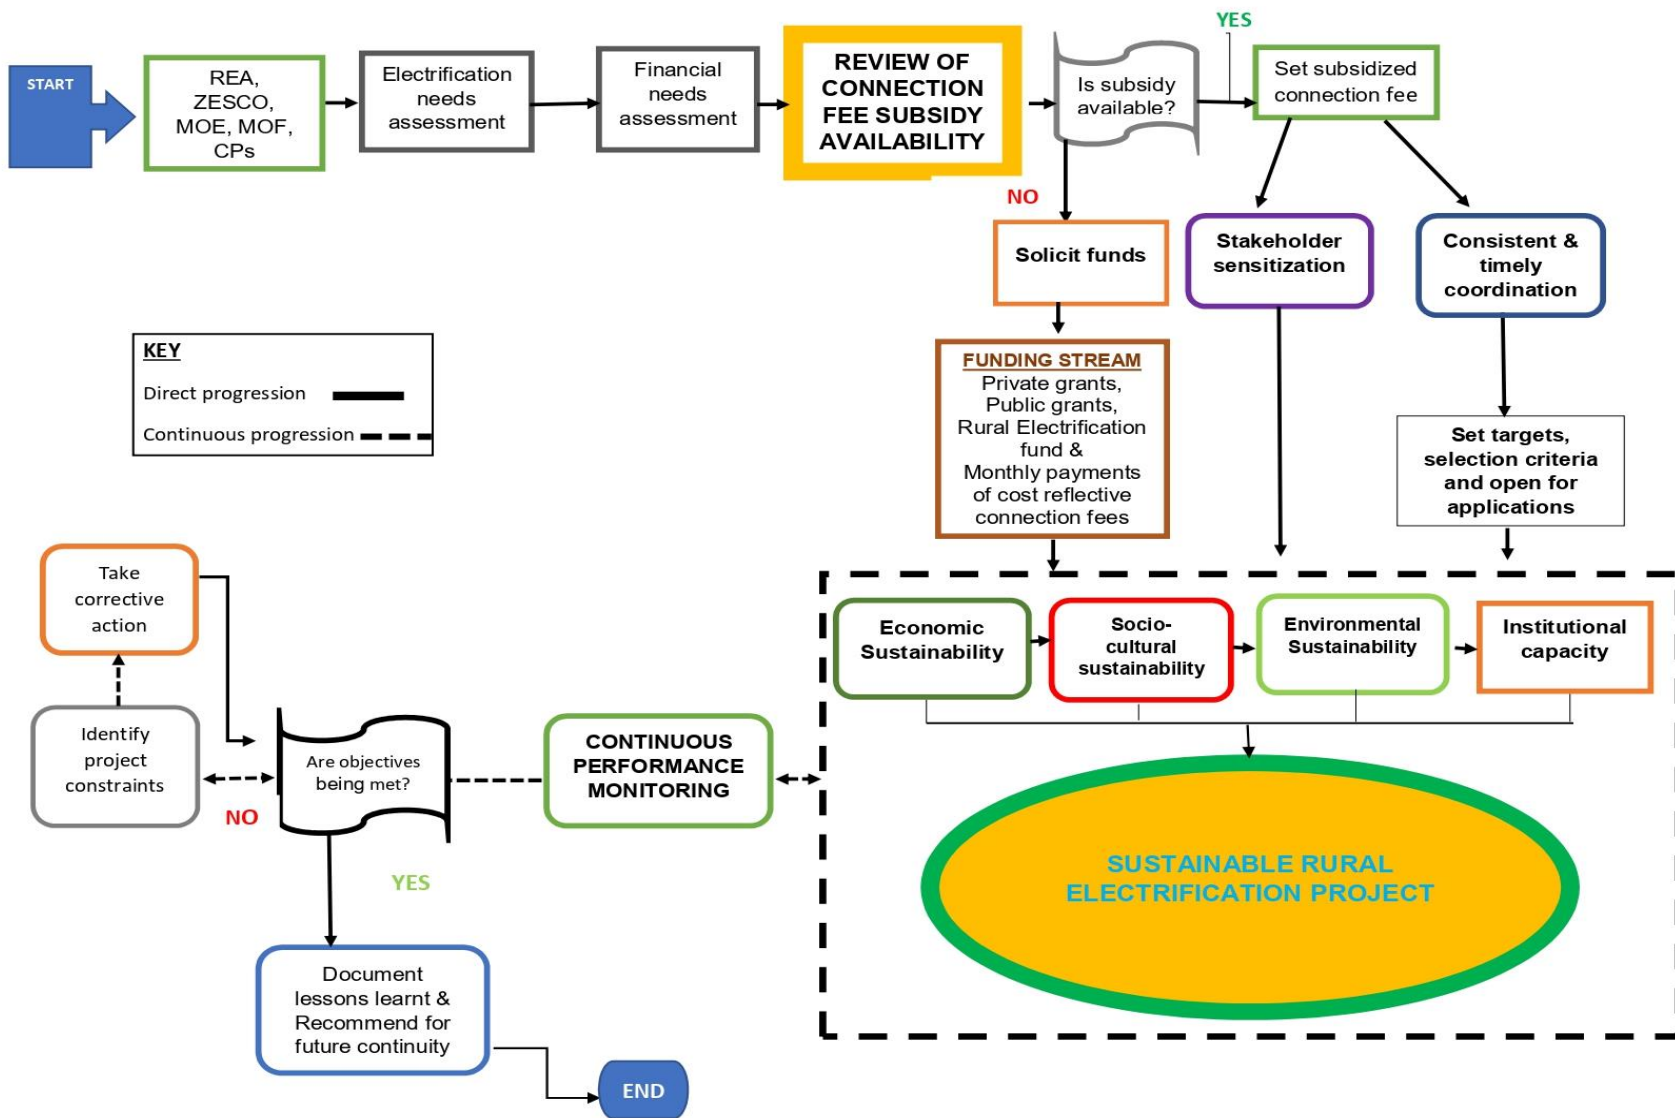 START
REA,
ZESCO,
MOE, MOF,
CPs
Electrification
needs
assessment
Financial
needs
assessment
REVIEW OF
CONNECTION
FEE SUBSIDY
AVAILABILITY
Is subsidy
available?
YES
Set subsidized
connection fee
NO
Solicit funds
Stakeholder
sensitization
Consistent &
timely
coordination
KEY
Direct progression
Continuous progression
FUNDING STREAM
Private grants,
Public grants,
Rural Electrification
fund &
Monthly payments
of cost reflective
connection fees
Set targets,
selection criteria
and open for
applications
Economic
Sustainability
Socio-
cultural
sustainability
Environmental
Sustainability
Institutional
capacity
SUSTAINABLE RURAL
ELECTRIFICATION PROJECT
CONTINUOUS
PERFORMANCE
MONITORING
Are objectives
being met?
Take
corrective
action
Identify
project
constraints
NO
YES
Document
lessons learnt &
Recommend for
future continuity
END